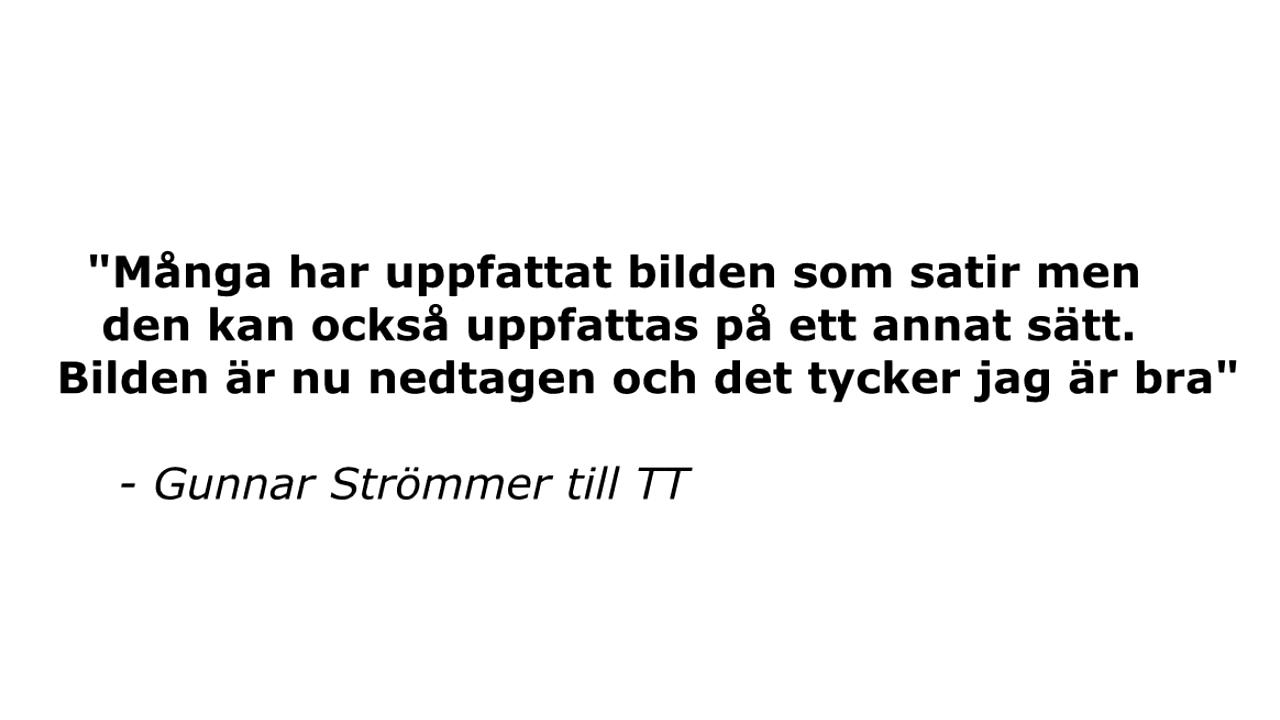 "Många har uppfattat bilden som satir men
den kan också uppfattas på ett annat sätt.
Bilden är nu nedtagen och det tycker jag är bra"
- Gunnar Strömmer till TT